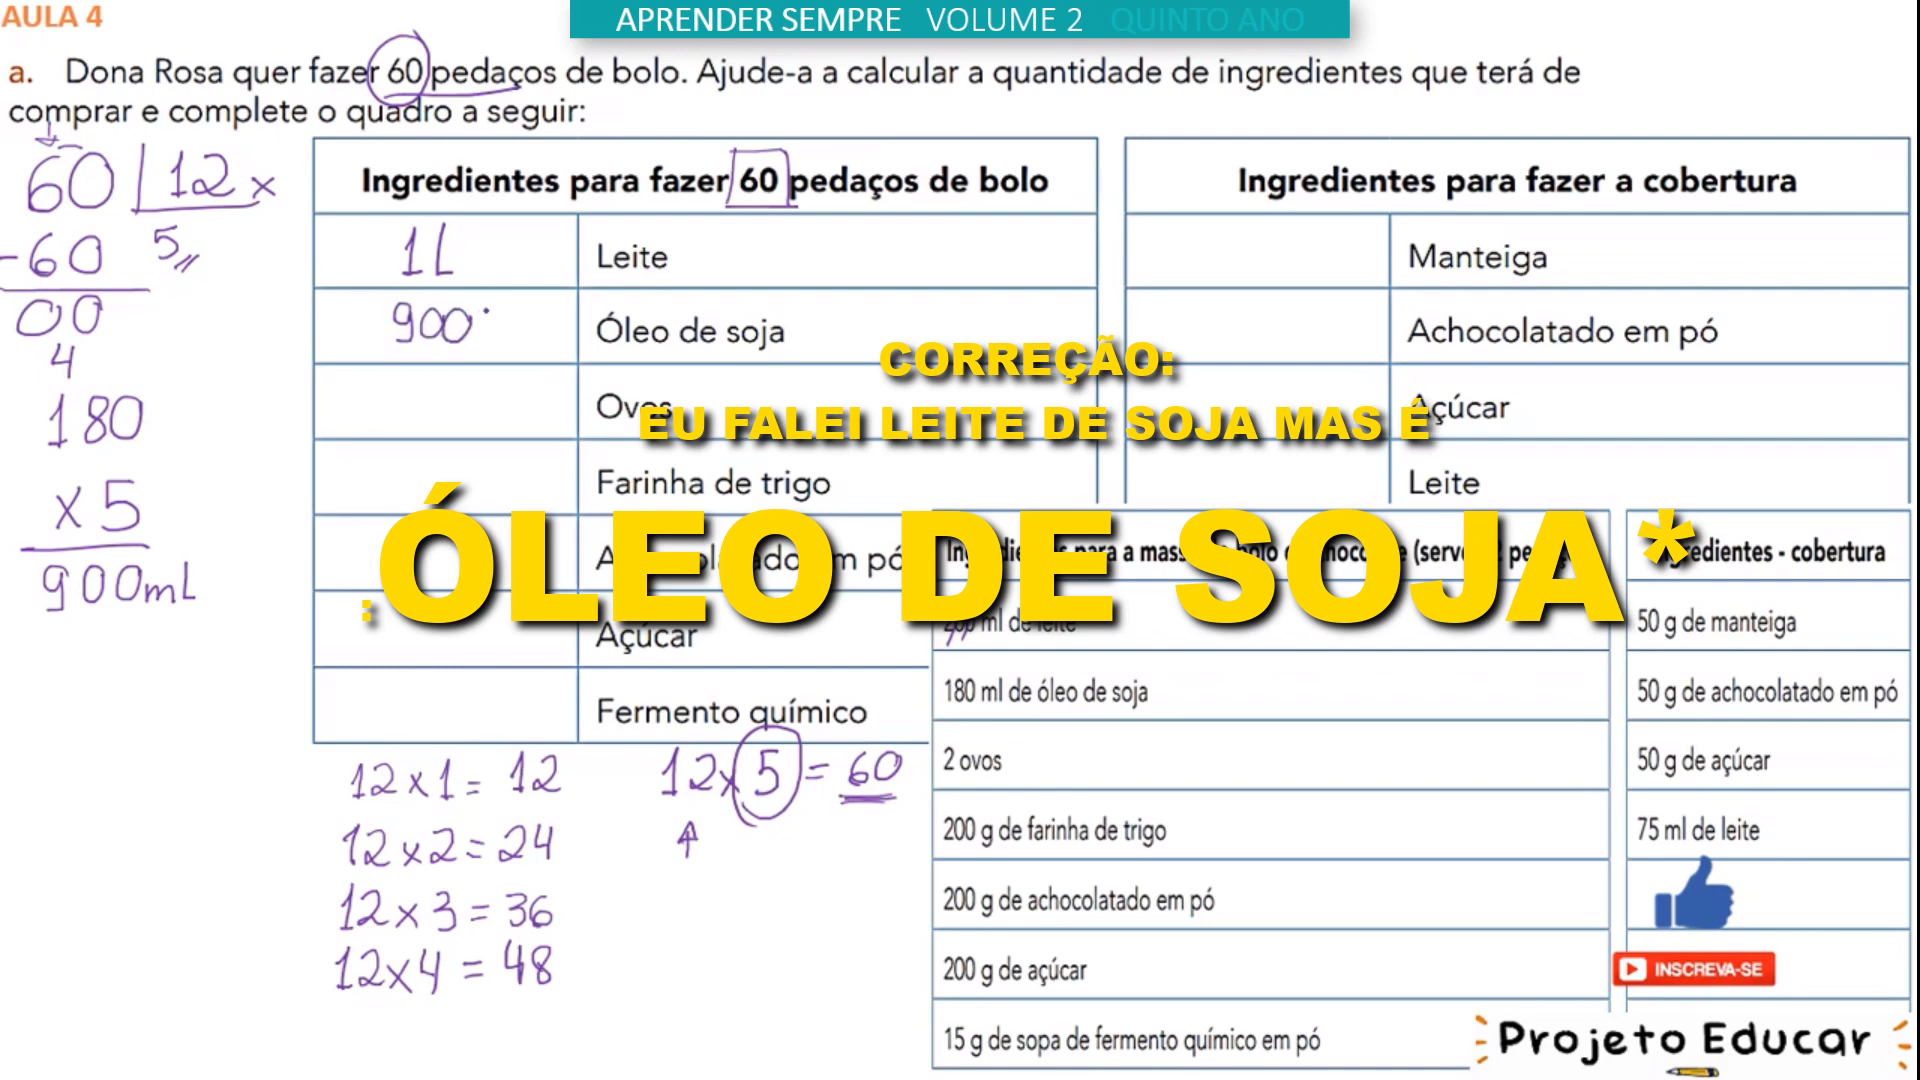 AULA 4
APRENDER SEMPRE VOLUME 2 QUINTO ANO
a. Dona Rosa quer fazer 60 pedaços de bolo. Ajude-a a calcular a quantidade de ingredientes que terá de
comprar e complete o quadro a seguir:
60 12 x
-60 5
00
4
180
x 5
900mL
Ingredientes para fazer 60 pedaços de bolo
1L Leite
900 Óleo de soja
Ovos
Farinha de trigo
em pó
Açúcar
Fermento químico
Ingredientes para fazer a cobertura
Manteiga
Achocolatado em pó
Açúcar
Leite
CORREÇÃO:
EU FALEI LEITE DE SOJA MAS É
: ÓLEO DE SOJA*
12 x 1 = 12
12 x 2 = 24
12 x 3 = 36
12 x 4 = 48
12 x 5 = 60
ml de leite
180 ml de óleo de soja
2 ovos
200 g de farinha de trigo
200 g de achocolatado em pó
200 g de açúcar
15 g de sopa de fermento químico em pó
- cobertura
50 g de manteiga
50 g de achocolatado em pó
50 g de açúcar
75 ml de leite
INSCREVA-SE
Projeto Educar